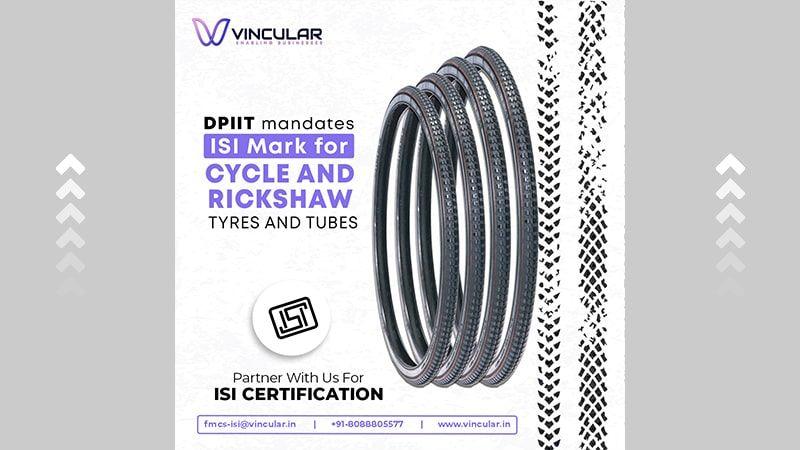 VINCULAR
ENABLING BUSINESSES
DPIIT mandates
ISI Mark for
CYCLE AND
RICKSHAW
TYRES AND TUBES
ISI
Partner With Us For
ISI CERTIFICATION
fmcs-isi@vincular.in | +91-8088805577 | www.vincular.in